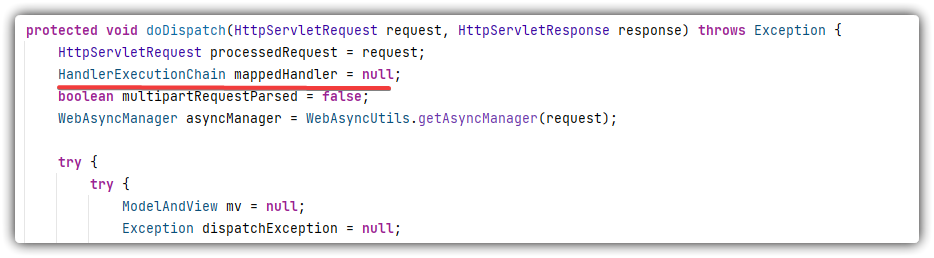 protected void doDispatch(HttpServletRequest request, HttpServletResponse response) throws Exception {
HttpServletRequest processedRequest = request;
HandlerExecutionChain mappedHandler = null;
boolean multipartRequestParsed = false;
WebAsyncManager asyncManager = WebAsyncUtils.getAsyncManager(request);
try {
try {
ModelAndView mv = null;
Exception dispatchException = null;